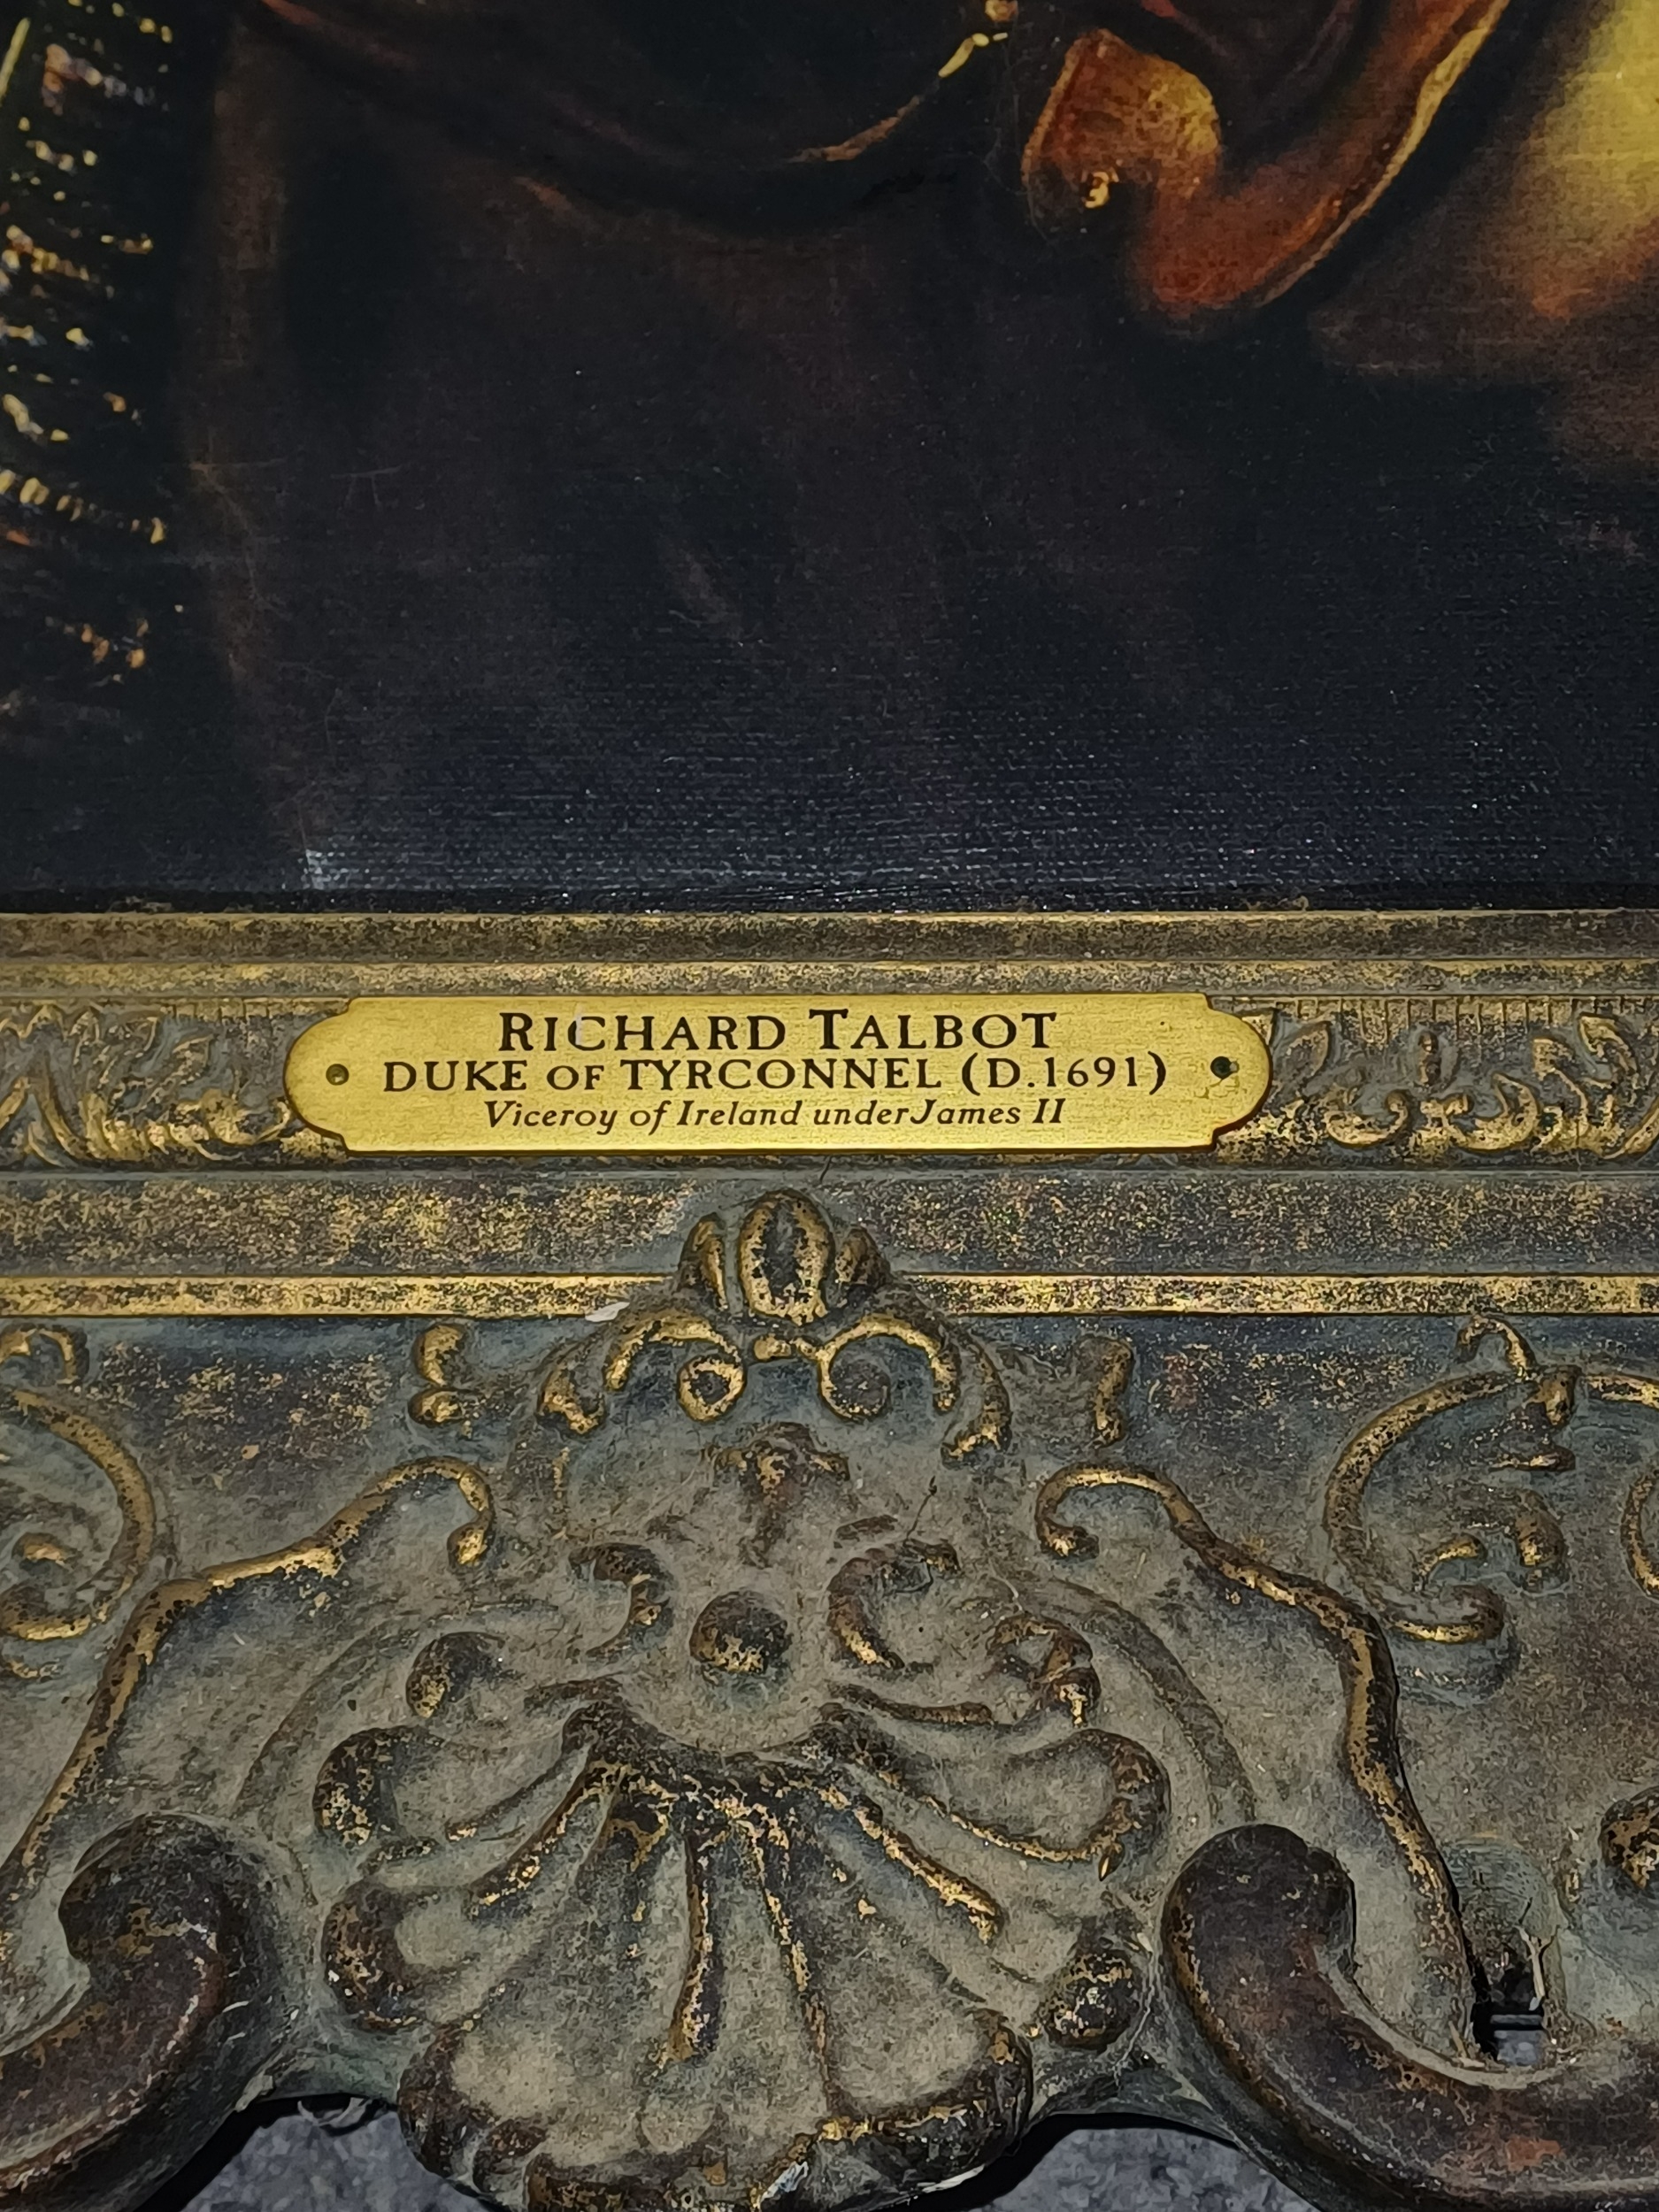 RICHARD TALBOT
DUKE OF TYRCONNEL (D.1691)
Viceroy of Ireland under James II